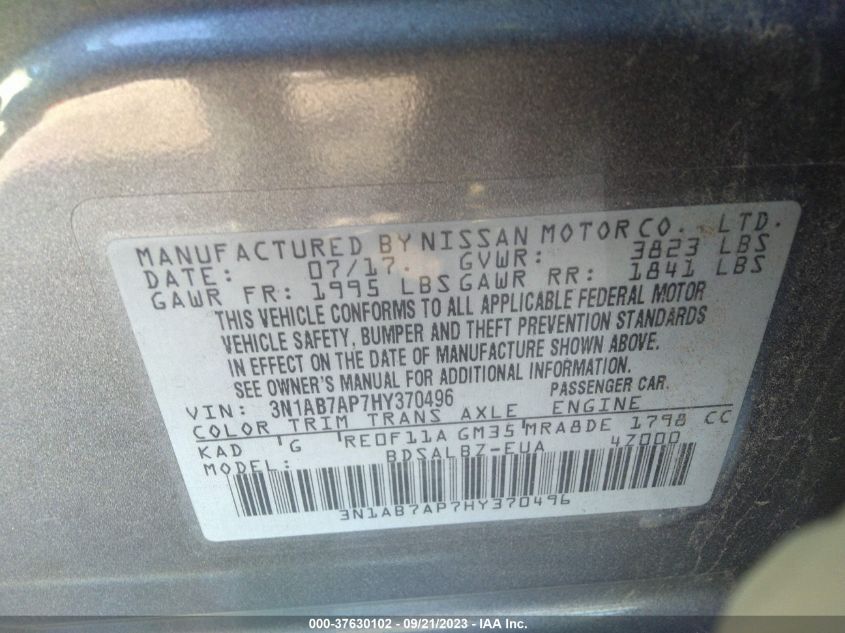 MANUFACTURED BY NISSAN MOTOR CO., LTD.
DATE: 07/17. GVWR: 3823 LBS
GAWR FR: 1995 LBS GAWR RR: 1841 LBS
THIS VEHICLE CONFORMS TO ALL APPLICABLE FEDERAL MOTOR
VEHICLE SAFETY, BUMPER AND THEFT PREVENTION STANDARDS
IN EFFECT ON THE DATE OF MANUFACTURE SHOWN ABOVE.
SEE OWNER'S MANUAL FOR ADDITIONAL INFORMATION.
VIN: 3N1AB7AP7HY370496 PASSENGER CAR.
COLOR TRIM TRANS AXLE ENGINE
KAD G RE0F11A GM35 MRA8DE 1798 CC
MODEL: BDSALBZ-EUA 4Z000
3N1AB7AP7HY370496
000-37630102 - 09/21/2023 - IAA Inc.